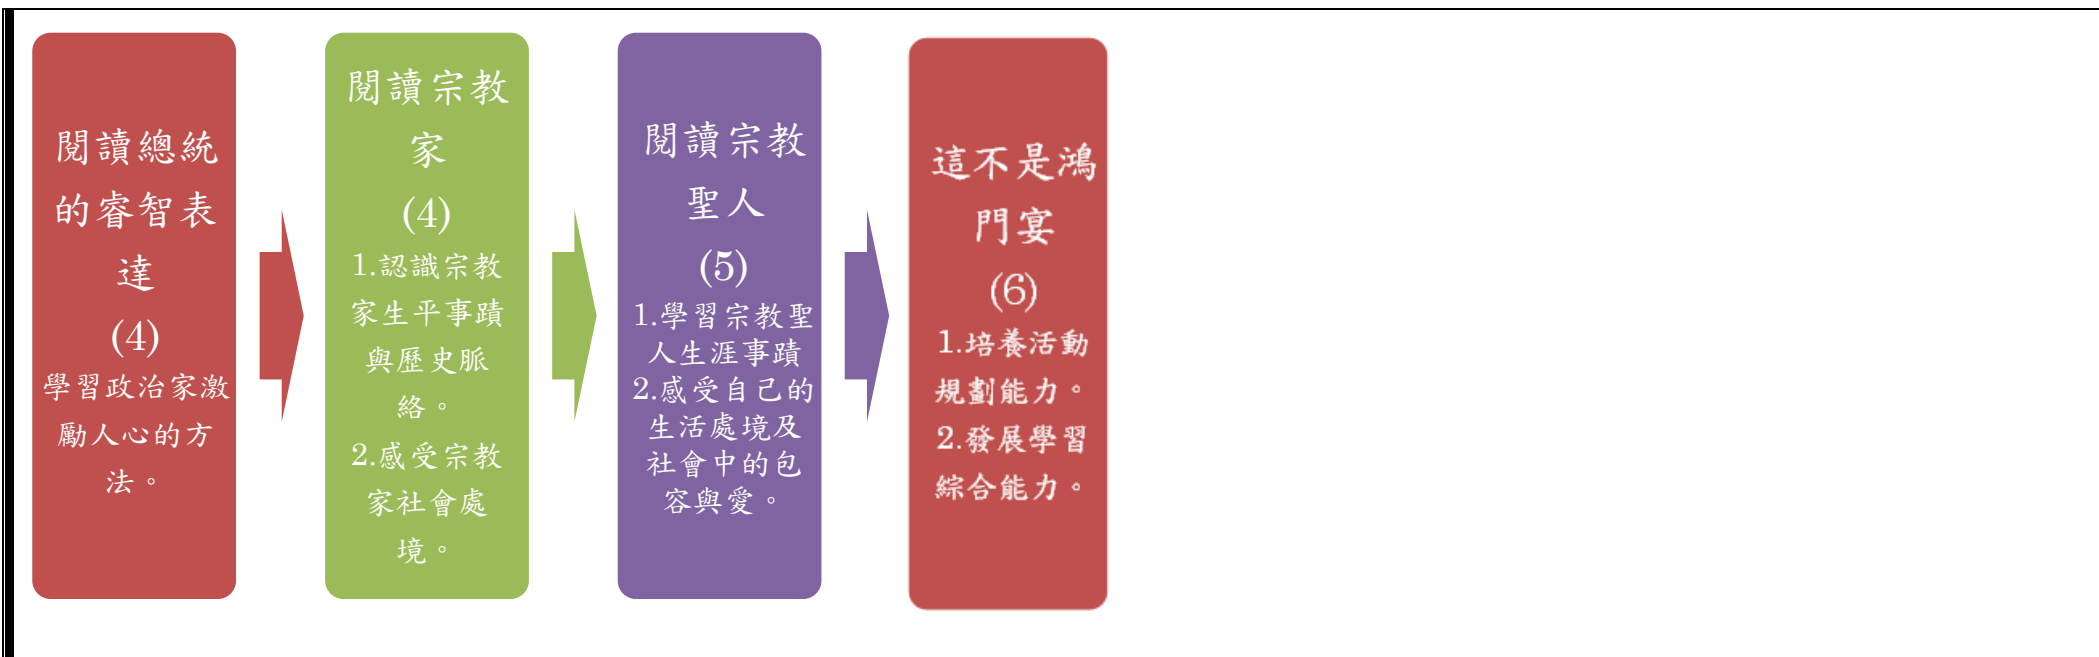 閱讀總統
的睿智表
達
(4)
學習政治家激
勵人心的方
法。
閱讀宗教
家
(4)
1.認識宗教
家生平事蹟
與歷史脈
絡。
2.感受宗教
家社會處
境。
閱讀宗教
聖人
(5)
1.學習宗教聖
人生涯事蹟
2.感受自己的
生活處境及
社會中的包
容與愛。
這不是鴻
門宴
(6)
1.培養活動
規劃能力。
2.發展學習
綜合能力。